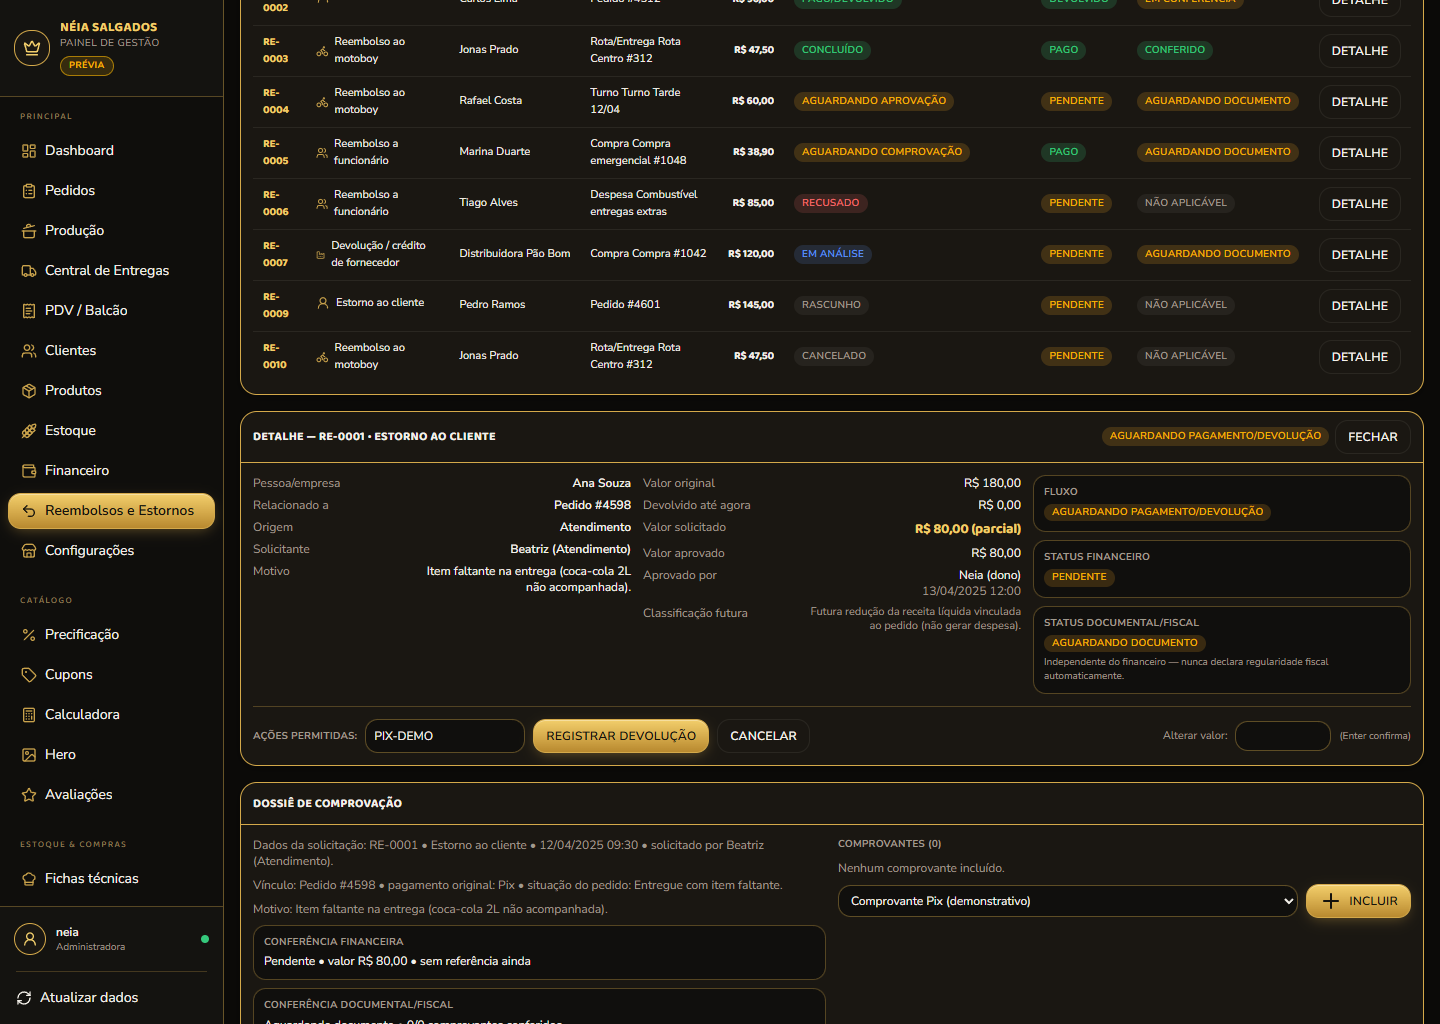 NÉIA SALGADOS
PAINEL DE GESTÃO
PRÉVIA
PRINCIPAL
Dashboard
Pedidos
Produção
Central de Entregas
PDV / Balcão
Clientes
Produtos
Estoque
Financeiro
Reembolsos e Estornos
Configurações
CATÁLOGO
Precificação
Cupons
Calculadora
Hero
Avaliações
ESTOQUE & COMPRAS
Fichas técnicas
neia
Administradora
Atualizar dados
0002
DETALHE
RE-
0003
Reembolso ao
motoboy
Jonas Prado
Rota/Entrega Rota
Centro #312
R$ 47,50
CONCLUÍDO
PAGO
CONFERIDO
DETALHE
RE-
0004
Reembolso ao
motoboy
Rafael Costa
Turno Turno Tarde
12/04
R$ 60,00
AGUARDANDO APROVAÇÃO
PENDENTE
AGUARDANDO DOCUMENTO
DETALHE
RE-
0005
Reembolso a
funcionário
Marina Duarte
Compra Compra
emergencial #1048
R$ 38,90
AGUARDANDO COMPROVAÇÃO
PAGO
AGUARDANDO DOCUMENTO
DETALHE
RE-
0006
Reembolso a
funcionário
Tiago Alves
Despesa Combustível
entregas extras
R$ 85,00
RECUSADO
PENDENTE
NÃO APLICÁVEL
DETALHE
RE-
0007
Devolução / crédito
de fornecedor
Distribuidora Pão Bom
Compra Compra #1042
R$ 120,00
EM ANÁLISE
PENDENTE
AGUARDANDO DOCUMENTO
DETALHE
RE-
0009
Estorno ao cliente
Pedro Ramos
Pedido #4601
R$ 145,00
RASCUNHO
PENDENTE
NÃO APLICÁVEL
DETALHE
RE-
0010
Reembolso ao
motoboy
Jonas Prado
Rota/Entrega Rota
Centro #312
R$ 47,50
CANCELADO
PENDENTE
NÃO APLICÁVEL
DETALHE
DETALHE — RE-0001 • ESTORNO AO CLIENTE
AGUARDANDO PAGAMENTO/DEVOLUÇÃO
FECHAR
Pessoa/empresa
Ana Souza
Relacionado a
Pedido #4598
Origem
Atendimento
Solicitante
Beatriz (Atendimento)
Motivo
Item faltante na entrega (coca-cola 2L
não acompanhada).
Valor original
R$ 180,00
Devolvido até agora
R$ 0,00
Valor solicitado
R$ 80,00 (parcial)
Valor aprovado
R$ 80,00
Aprovado por
Neia (dono)
13/04/2025 12:00
Classificação futura
Futura redução da receita líquida vinculada
ao pedido (não gerar despesa).
FLUXO
AGUARDANDO PAGAMENTO/DEVOLUÇÃO
STATUS FINANCEIRO
PENDENTE
STATUS DOCUMENTAL/FISCAL
AGUARDANDO DOCUMENTO
Independente do financeiro — nunca declara regularidade fiscal
automaticamente.
AÇÕES PERMITIDAS:
PIX-DEMO
REGISTRAR DEVOLUÇÃO
CANCELAR
Alterar valor:
(Enter confirma)
DOSSIÊ DE COMPROVAÇÃO
Dados da solicitação: RE-0001 • Estorno ao cliente • 12/04/2025 09:30 • solicitado por Beatriz
(Atendimento).
Vínculo: Pedido #4598 • pagamento original: Pix • situação do pedido: Entregue com item faltante.
Motivo: Item faltante na entrega (coca-cola 2L não acompanhada).
CONFERÊNCIA FINANCEIRA
Pendente • valor R$ 80,00 • sem referência ainda
CONFERÊNCIA DOCUMENTAL/FISCAL
COMPROVANTES (0)
Nenhum comprovante incluído.
Comprovante Pix (demonstrativo)
INCLUIR